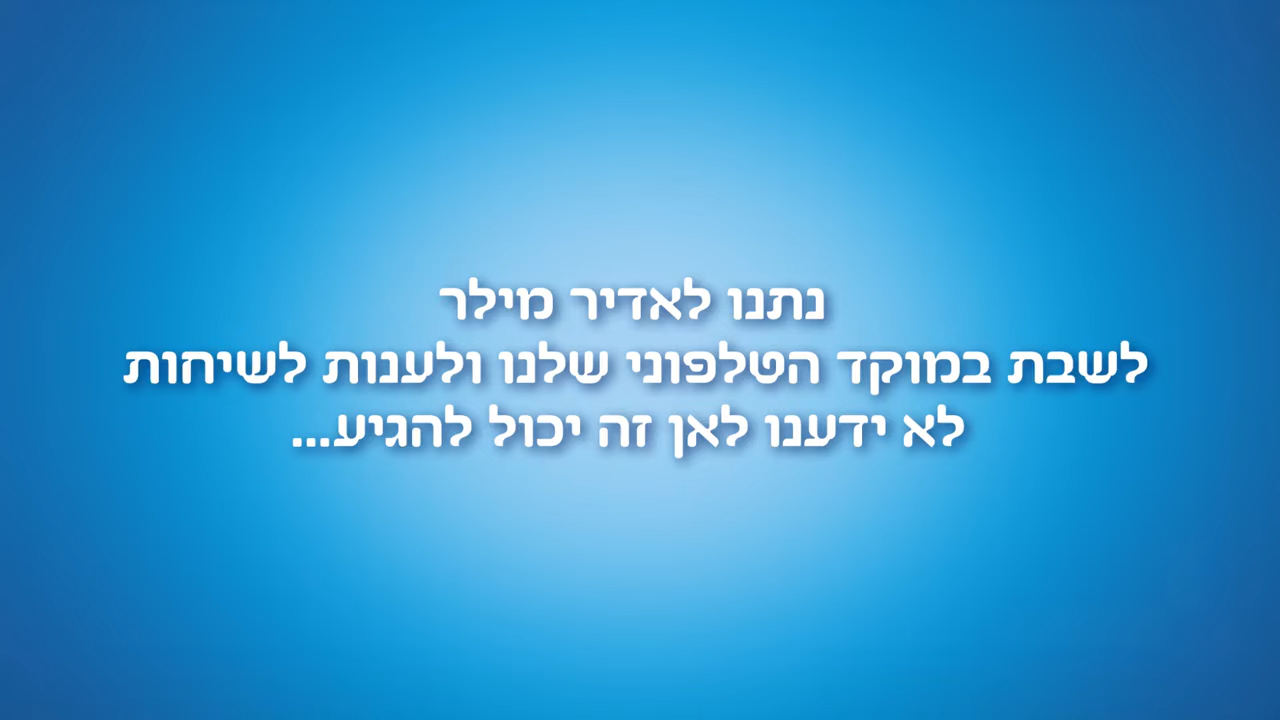 נתנו לאדיר מילר
לשבת במוקד הטלפוני שלנו ולענות לשיחות
לא ידענו לאן זה יכול להגיע...